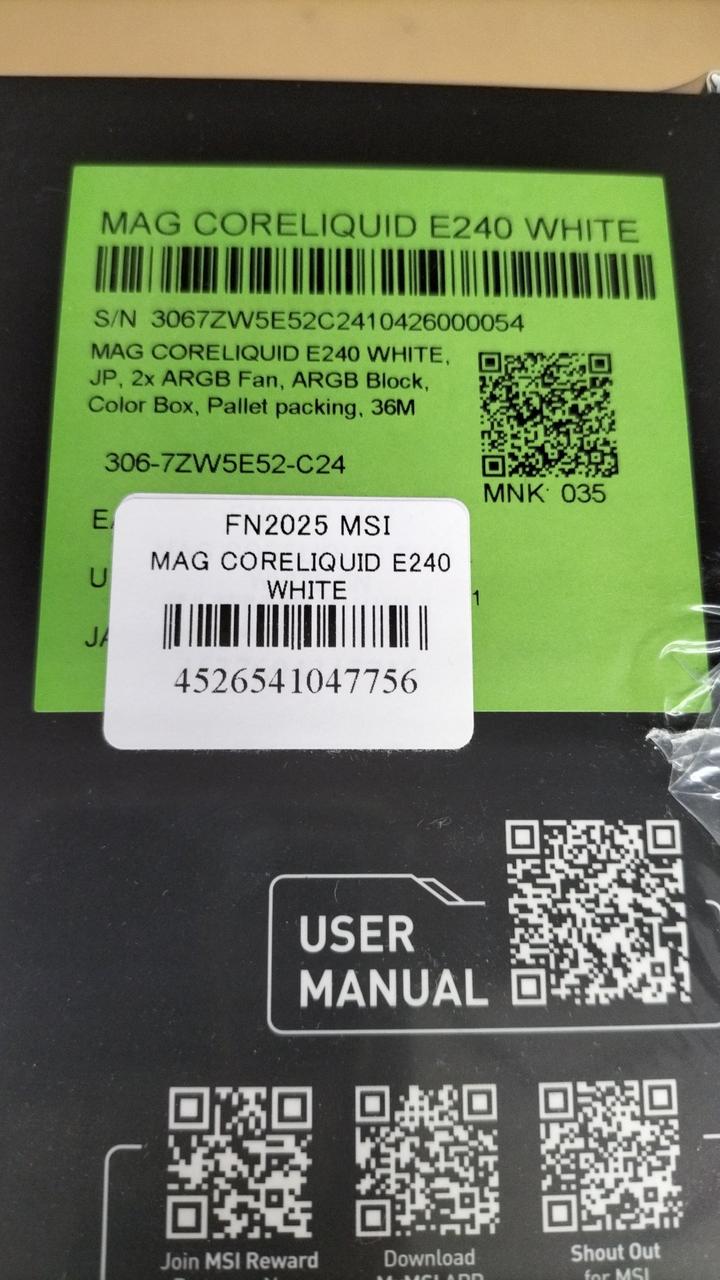 MAG CORELIQUID E240 WHITE
S/N 3067ZW5E52C2410426000054
MAG CORELIQUID E240 WHITE,
JP, 2x ARGB Fan, ARGB Block,
Color Box, Pallet packing, 36M
306-7ZW5E52-C24
MNK: 035
FN2025 MSI
MAG CORELIQUID E240
WHITE
4526541047756
USER
MANUAL
Join MSI Reward
Download
Shout Out
for MSI